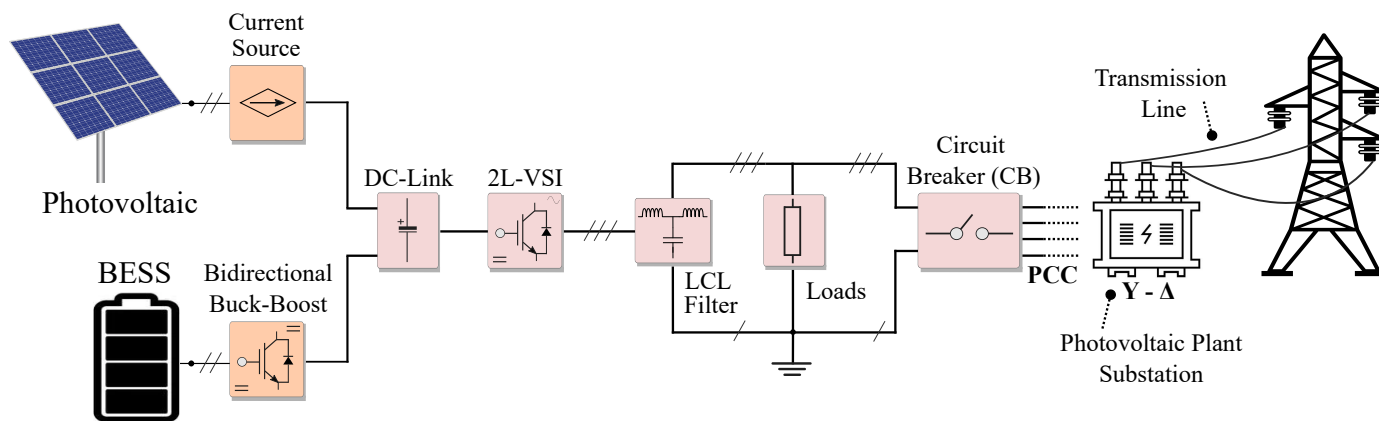 Current
Source
Photovoltaic
BESS
Bidirectional
Buck-Boost
DC-Link
2L-VSI
LCL
Filter
Loads
Circuit
Breaker (CB)
PCC
Transmission
Line
Y - Δ
Photovoltaic Plant
Substation